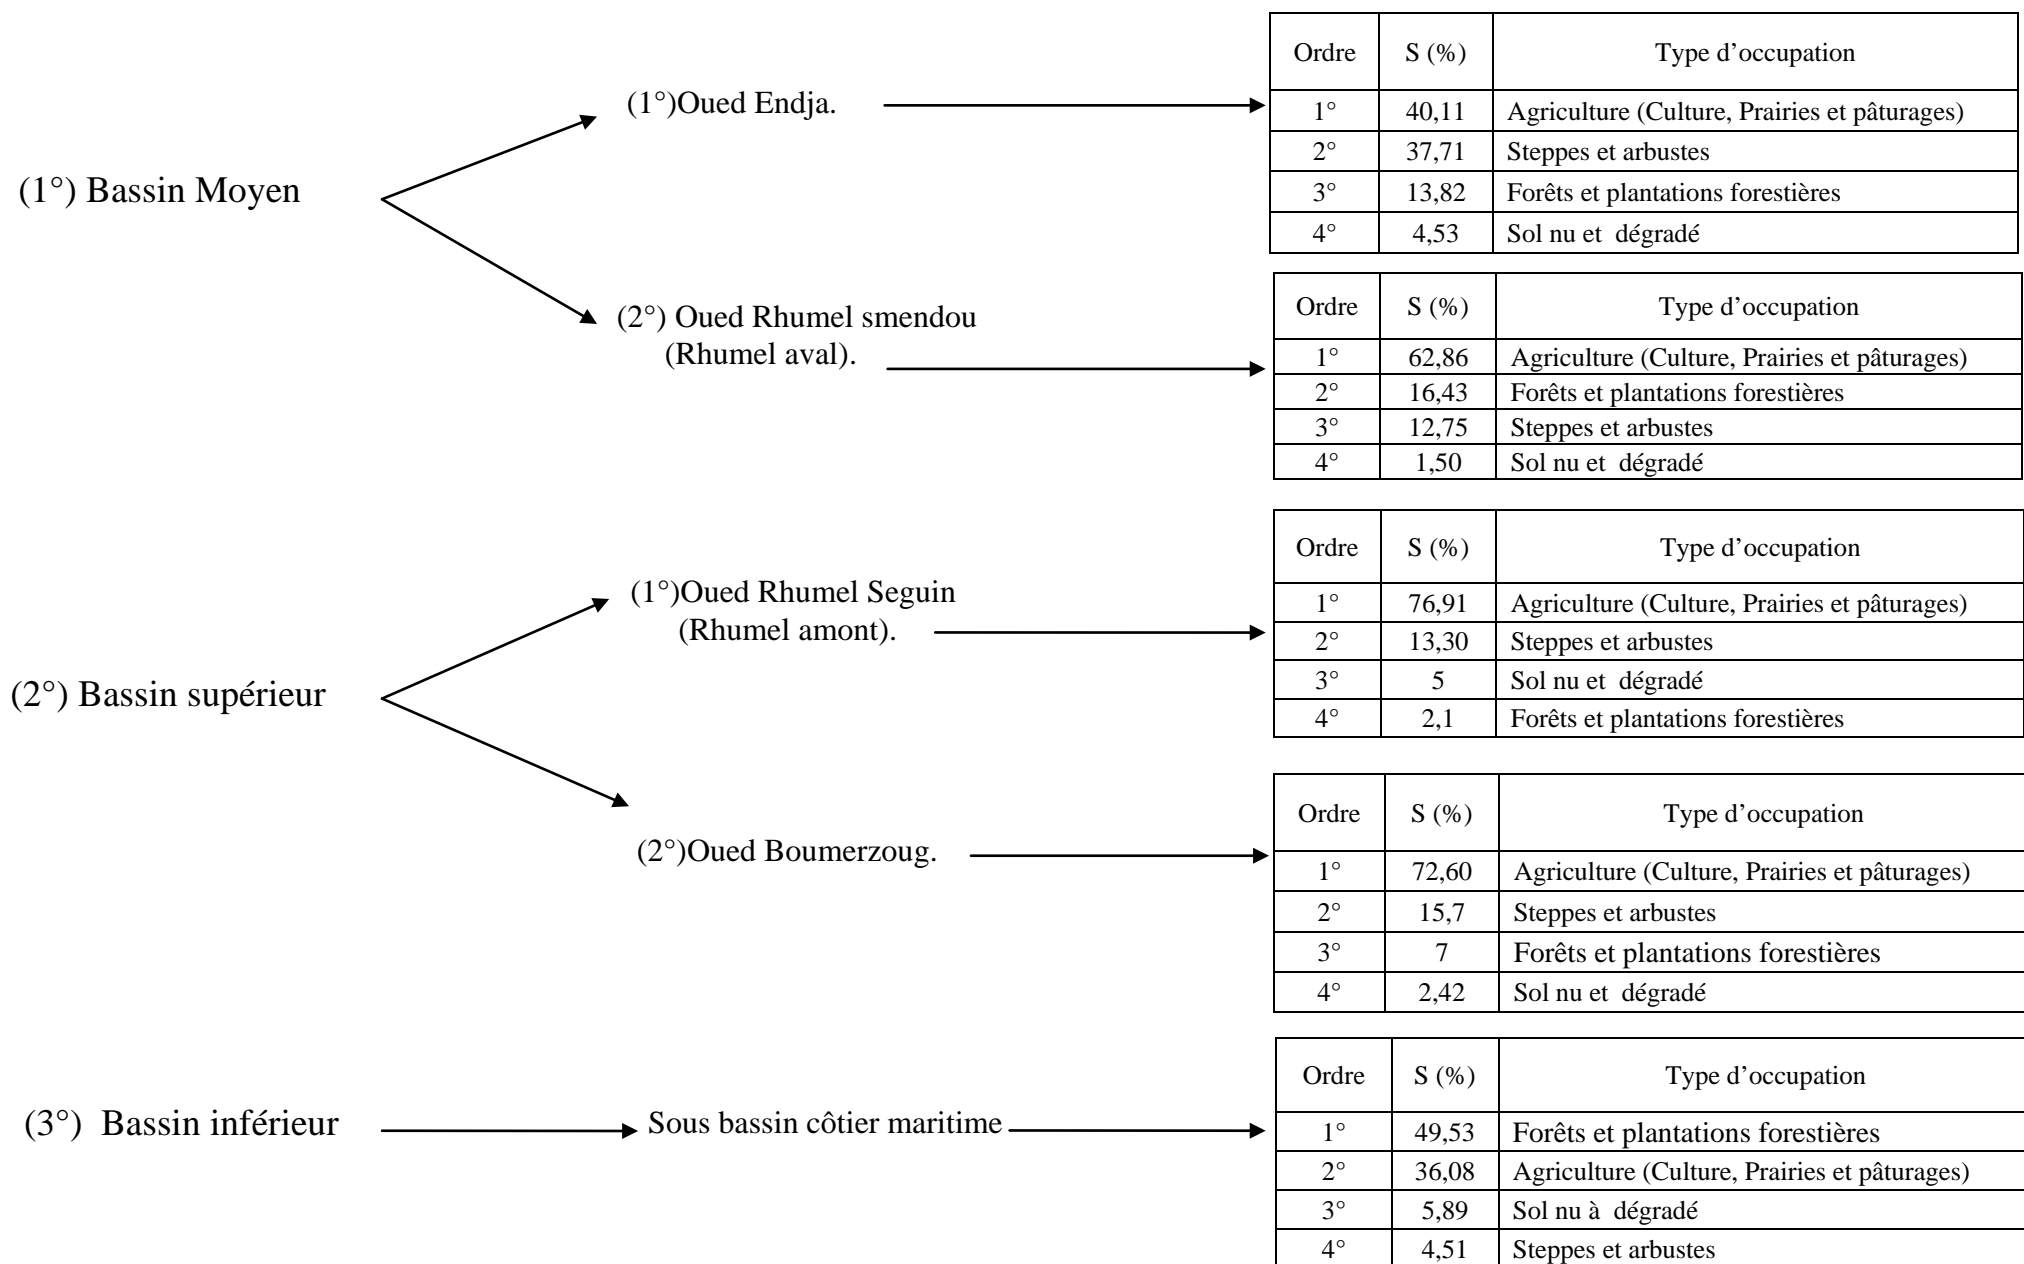 (1°) Bassin Moyen
(1°)Oued Endja.
Ordre S (%) Type d’occupation
1° 40,11 Agriculture (Culture, Prairies et pâturages)
2° 37,71 Steppes et arbustes
3° 13,82 Forêts et plantations forestières
4° 4,53 Sol nu et dégradé
(2°) Oued Rhumel smendou
(Rhumel aval).
Ordre S (%) Type d’occupation
1° 62,86 Agriculture (Culture, Prairies et pâturages)
2° 16,43 Forêts et plantations forestières
3° 12,75 Steppes et arbustes
4° 1,50 Sol nu et dégradé
(2°) Bassin supérieur
(1°)Oued Rhumel Seguin
(Rhumel amont).
Ordre S (%) Type d’occupation
1° 76,91 Agriculture (Culture, Prairies et pâturages)
2° 13,30 Steppes et arbustes
3° 5 Sol nu et dégradé
4° 2,1 Forêts et plantations forestières
(2°)Oued Boumerzoug.
Ordre S (%) Type d’occupation
1° 72,60 Agriculture (Culture, Prairies et pâturages)
2° 15,7 Steppes et arbustes
3° 7 Forêts et plantations forestières
4° 2,42 Sol nu et dégradé
(3°) Bassin inférieur
Sous bassin côtier maritime
Ordre S (%) Type d’occupation
1° 49,53 Forêts et plantations forestières
2° 36,08 Agriculture (Culture, Prairies et pâturages)
3° 5,89 Sol nu à dégradé
4° 4,51 Steppes et arbustes